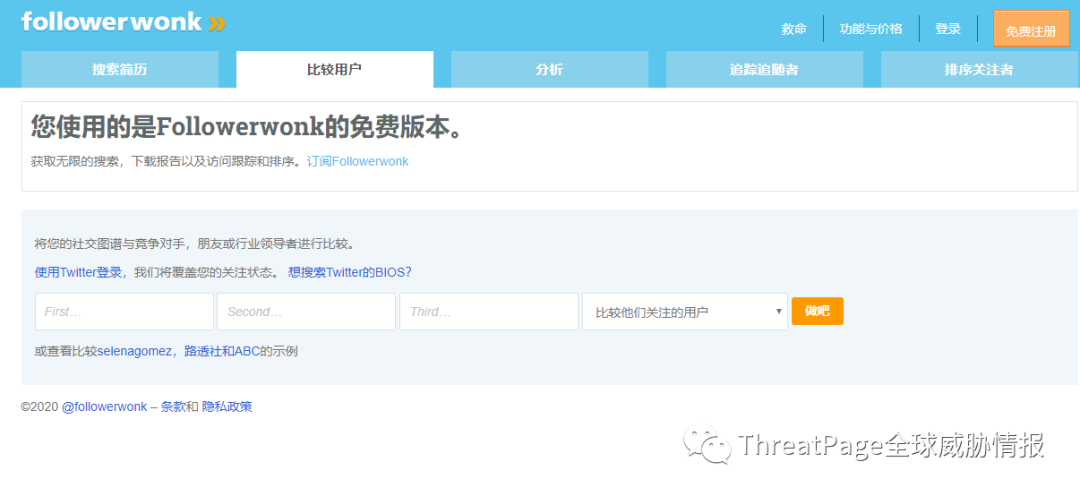 followerwonk »
救命 功能与价格 登录 免费注册
搜索简历 比较用户 分析 追踪追随者 排序关注者
您使用的是Followerwonk的免费版本。
获取无限的搜索，下载报告以及访问跟踪和排序。订阅Followerwonk
将您的社交图谱与竞争对手，朋友或行业领导者进行比较。
使用Twitter登录，我们将覆盖您的关注状态。 想搜索Twitter的BIOS？
First... Second... Third... 比较他们关注的用户 做吧
或查看比较selenagomez，路透社和ABC的示例
©2020 @followerwonk – 条款和 隐私政策
ThreatPage全球威胁情报